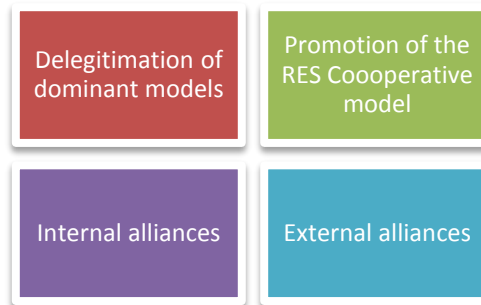 Delegitimation of
dominant models
Promotion of the
RES Coooperative
model
Internal alliances
External alliances